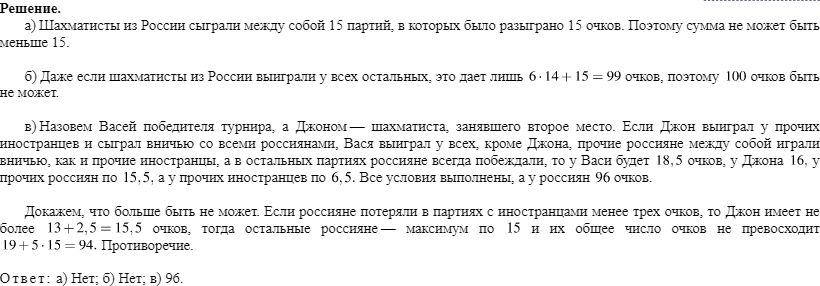 Решение.
а) Шахматисты из России сыграли между собой 15 партий, в которых было разыграно 15 очков. Поэтому сумма не может быть
меньше 15.
б) Даже если шахматисты из России выиграли у всех остальных, это дает лишь 6·14+15=99 очков, поэтому 100 очков быть
не может.
в) Назовем Васей победителя турнира, а Джоном — шахматиста, занявшего второе место. Если Джон выиграл у прочих
иностранцев и сыграл вничью со всеми россиянами, Вася выиграл у всех, кроме Джона, прочие россияне между собой играли
вничью, как и прочие иностранцы, а в остальных партиях россияне всегда побеждали, то у Васи будет 18,5 очков, у Джона 16, у
прочих россиян по 15,5, а у прочих иностранцев по 6,5. Все условия выполнены, а у россиян 96 очков.
Докажем, что больше быть не может. Если россияне потеряли в партиях с иностранцами менее трех очков, то Джон имеет не
более 13+2,5=15,5 очков, тогда остальные россияне — максимум по 15 и их общее число очков не превосходит
19+5·15=94. Противоречие.
Ответ: а) Нет; б) Нет; в) 96.